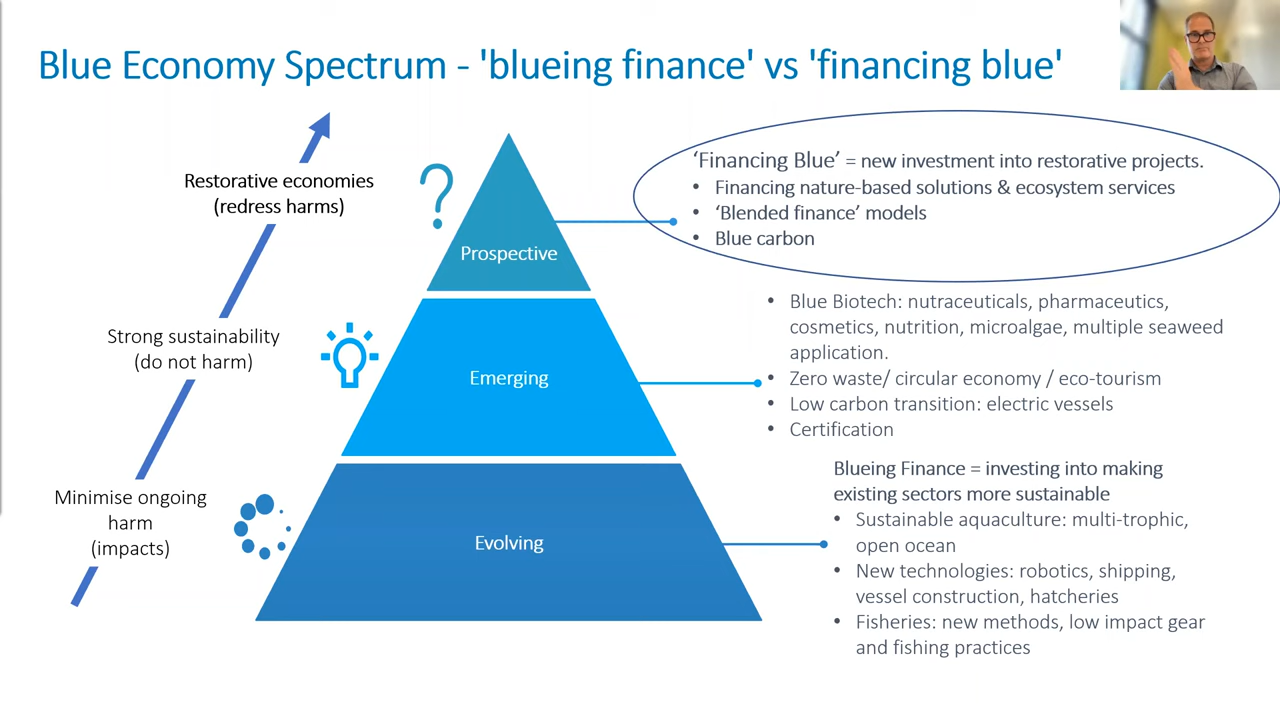 Blue Economy Spectrum - 'blueing finance' vs 'financing blue'
Restorative economies
(redress harms)
Strong sustainability
(do not harm)
Minimise ongoing
harm
(impacts)
?
Prospective
Emerging
Evolving
‘Financing Blue’ = new investment into restorative projects.
• Financing nature-based solutions & ecosystem services
• ‘Blended finance’ models
• Blue carbon
• Blue Biotech: nutraceuticals, pharmaceutics,
cosmetics, nutrition, microalgae, multiple seaweed
application.
• Zero waste/ circular economy / eco-tourism
• Low carbon transition: electric vessels
• Certification
Blueing Finance = investing into making
existing sectors more sustainable
• Sustainable aquaculture: multi-trophic,
open ocean
• New technologies: robotics, shipping,
vessel construction, hatcheries
• Fisheries: new methods, low impact gear
and fishing practices